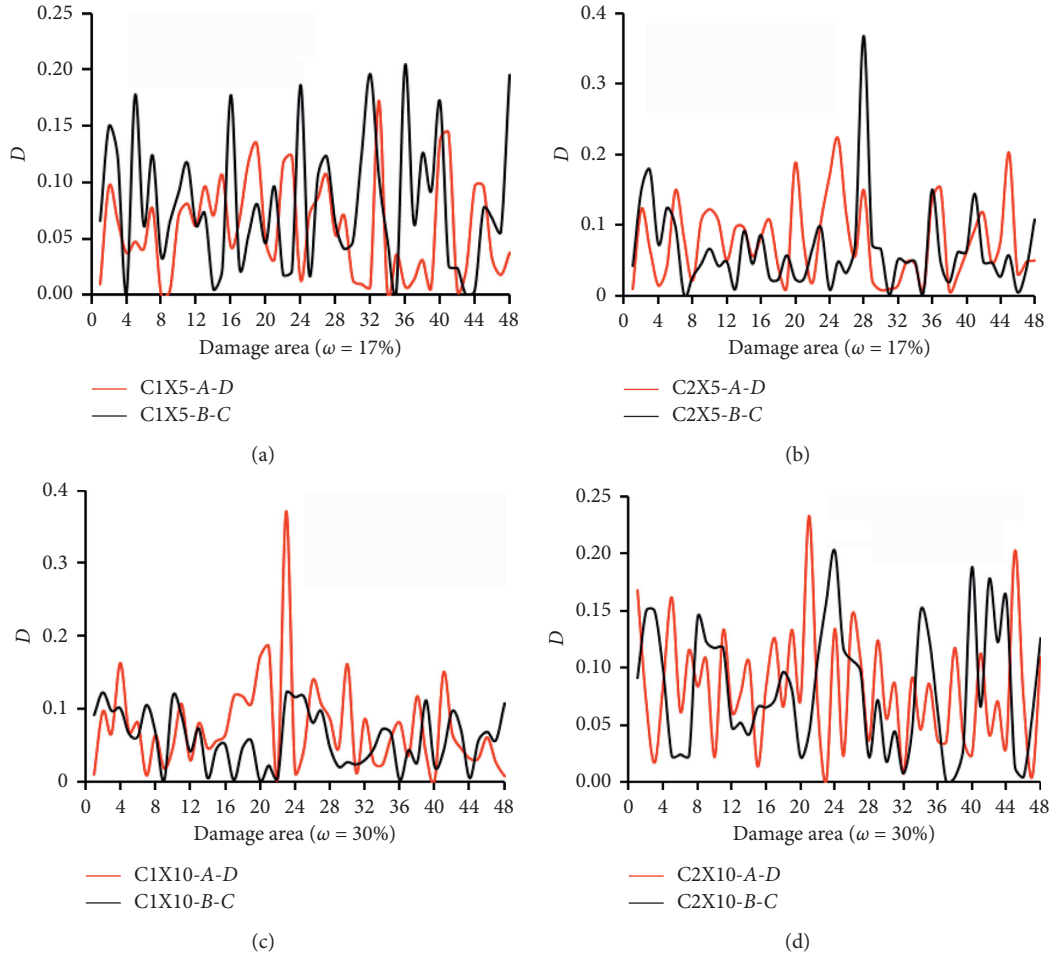 0.25
0.20
0.15
0.10
0.05
0.00
D
0 4 8 12 16 20 24 28 32 36 40 44 48
Damage area (ω = 17%)
C1X5-A-D
C1X5-B-C
(a)
0.4
0.3
0.2
0.1
0
D
0 4 8 12 16 20 24 28 32 36 40 44 48
Damage area (ω = 17%)
C2X5-A-D
C2X5-B-C
(b)
0.4
0.3
0.2
0.1
0
D
0 4 8 12 16 20 24 28 32 36 40 44 48
Damage area (ω = 30%)
C1X10-A-D
C1X10-B-C
(c)
0.25
0.20
0.15
0.10
0.05
0.00
D
0 4 8 12 16 20 24 28 32 36 40 44 48
Damage area (ω = 30%)
C2X10-A-D
C2X10-B-C
(d)